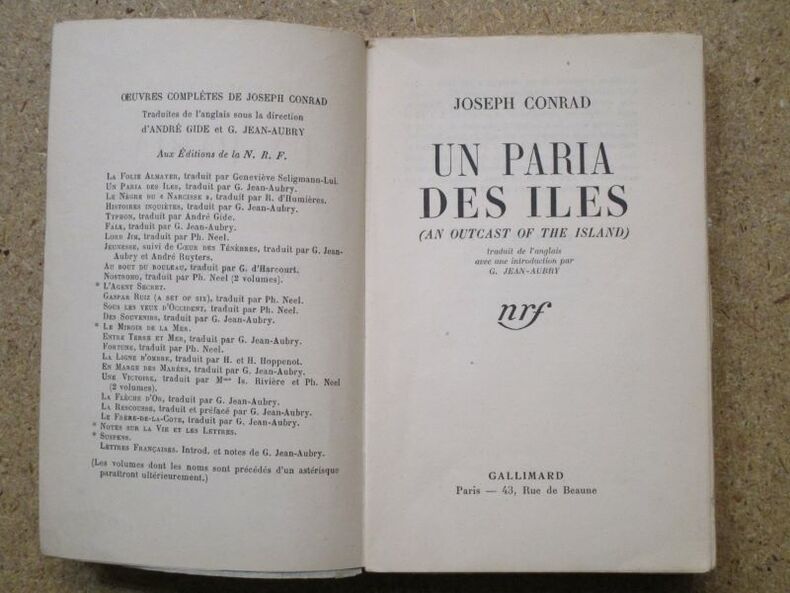 ŒUVRES COMPLÈTES DE JOSEPH CONRAD
Traduites de l'anglais sous la direction
D'ANDRÉ GIDE et G. JEAN-AUBRY
Aux Éditions de la N. R. F.
LA FOLIE ALMAYER, traduit par Geneviève Seligmann-Lui.
UN PARIA DES ILES, traduit par G. Jean-Aubry.
LE NÈGRE DU « NARCISSE », traduit par R. d'Humières.
HISTOIRES INQUIÈTES, traduit par G. Jean-Aubry.
TYPHON, traduit par André Gide.
FALK, traduit par G. Jean-Aubry.
LORD JIM, traduit par Ph. Neel.
JEUNESSE, suivi de CŒUR DES TÉNÈBRES, traduit par G. Jean-
Aubry et André Ruyters.
AU BOUT DU ROULEAU, traduit par G. d'Harcourt.
NOSTROMO, traduit par Ph. Neel (2 volumes).
* L'AGENT SECRET.
GASPAR RUIZ (A SET OF SIX), traduit par Ph. Neel.
SOUS LES YEUX D'OCCIDENT, traduit par Ph. Neel.
DES SOUVENIRS, traduit par G. Jean-Aubry.
* LE MIROIR DE LA MER.
ENTRE TERRE ET MER, traduit par G. Jean-Aubry.
FORTUNE, traduit par Ph. Neel.
LA LIGNE D'OMBRE, traduit par H. et H. Hoppenot.
EN MARGE DES MARÉES, traduit par G. Jean-Aubry.
UNE VICTOIRE, traduit par Mme Is. Rivière et Ph. Neel
(2 volumes).
LA FLÈCHE D'OR, traduit par G. Jean-Aubry.
LA RESCOUSSE, traduit et préfacé par G. Jean-Aubry.
LE FRÈRE-DE-LA-COTE, traduit par G. Jean-Aubry.
* NOTES SUR LA VIE ET LES LETTRES.
* SUSPENS.
LETTRES FRANÇAISES. Introd. et notes de G. Jean-Aubry.
(Les volumes dont les noms sont précédés d'un astérisque
paraîtront ultérieurement.)
JOSEPH CONRAD
UN PARIA
DES ILES
(AN OUTCAST OF THE ISLAND)
traduit de l'anglais
avec une introduction par
G. JEAN-AUBRY
nrf
GALLIMARD
Paris — 43, Rue de Beaune